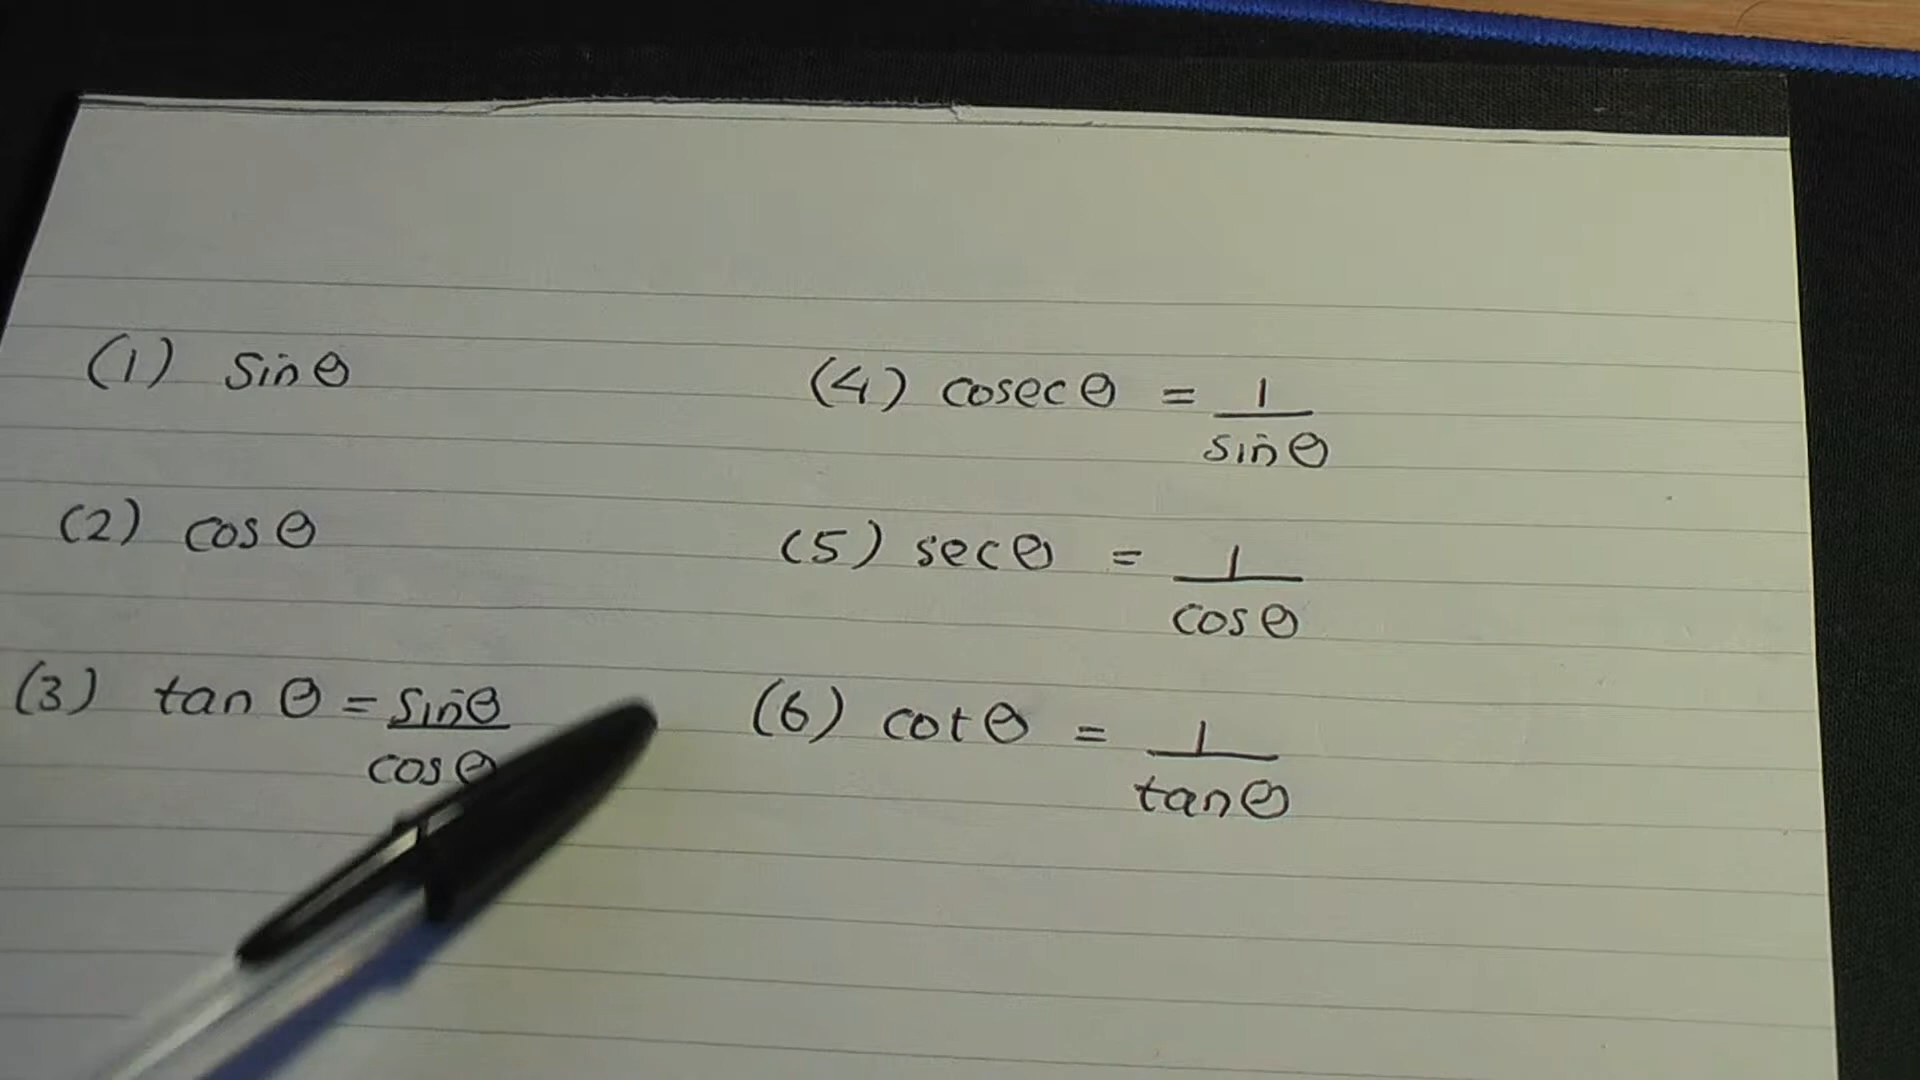 (1) sinθ
(2) cosθ
(3) tan θ = sinθ
cosθ
(4) cosecθ = 1
sinθ
(5) secθ = 1
cosθ
(6) cotθ = 1
tanθ